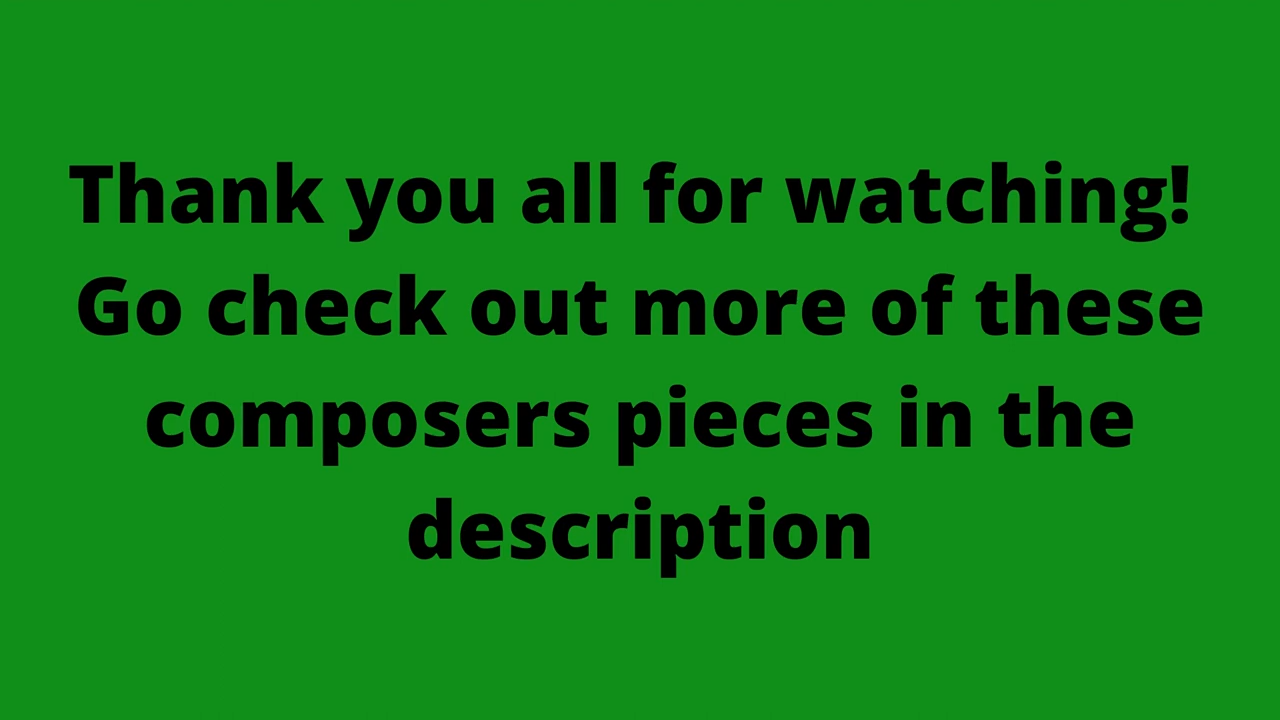 Thank you all for watching!
Go check out more of these
composers pieces in the
description